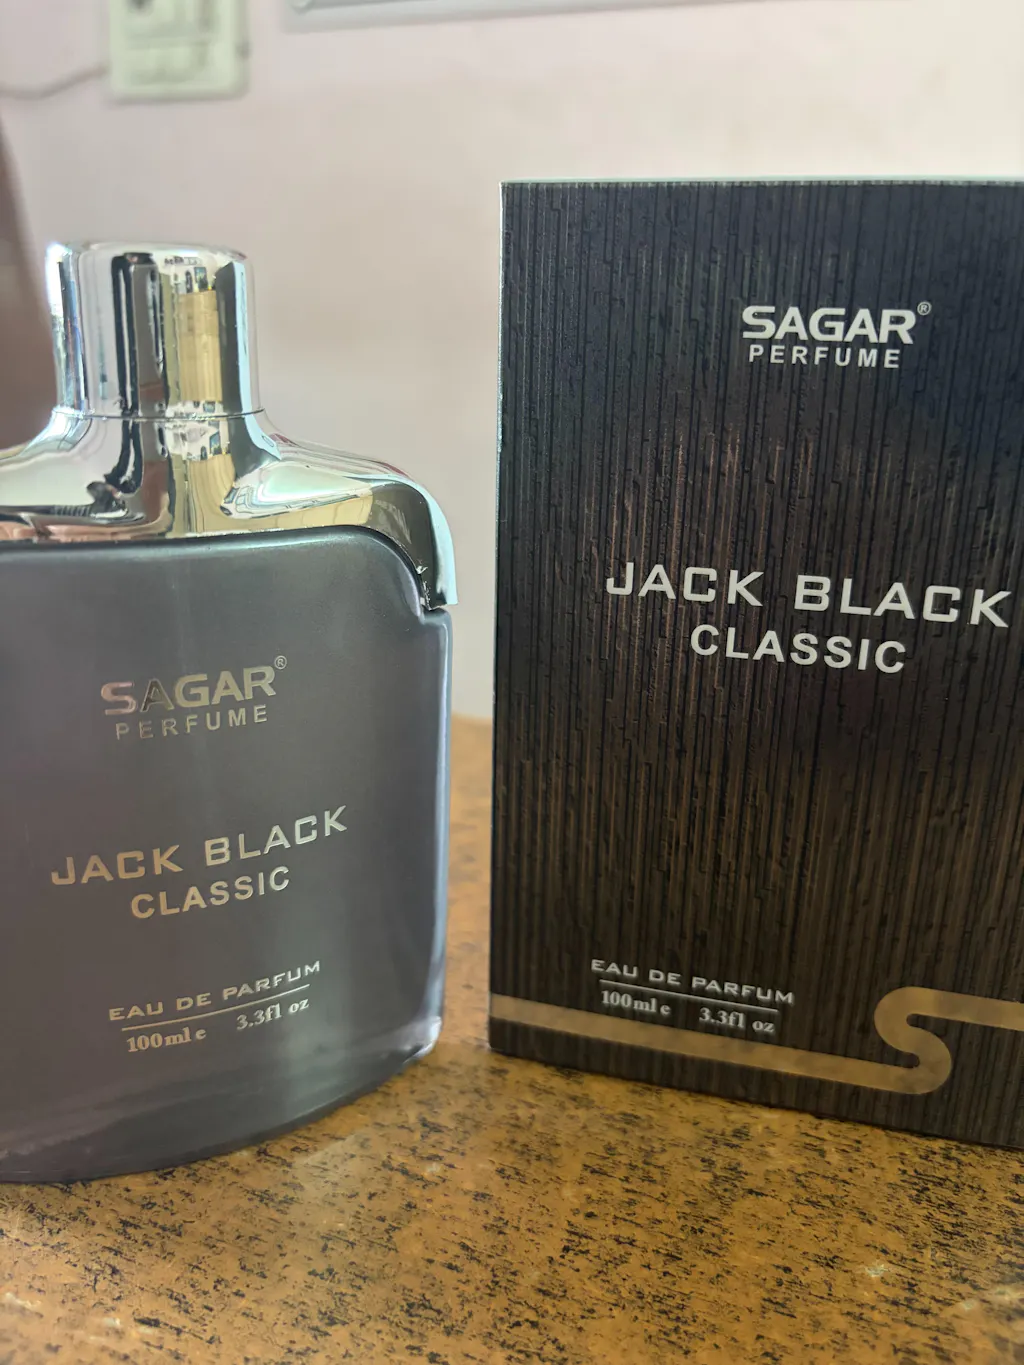 SAGAR®
PERFUME
JACK BLACK
CLASSIC
EAU DE PARFUM
100ml e 3.3fl oz
SAGAR®
PERFUME
JACK BLACK
CLASSIC
EAU DE PARFUM
100ml e 3.3fl oz